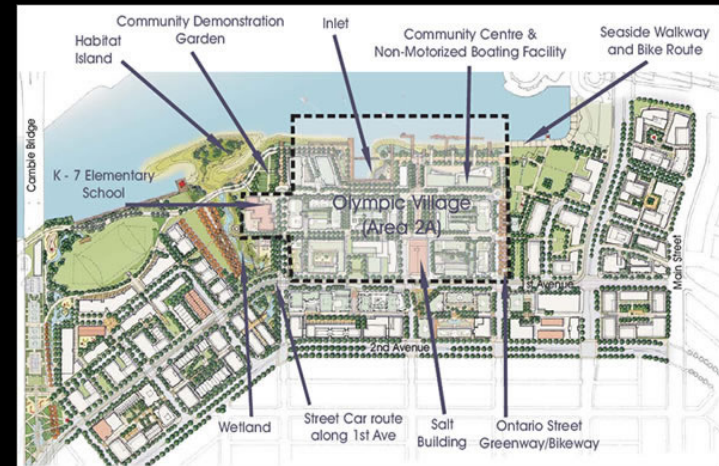 Community Demonstration
Garden
Inlet
Community Centre &
Non-Motorized Boating Facility
Seaside Walkway
and Bike Route
Habitat
Island
Cambie Bridge
K - 7 Elementary
School
Olympic Village
(Area 2A)
Main Street
1st Avenue
2nd Avenue
Wetland
Street Car route
along 1st Ave
Salt
Building
Ontario Street
Greenway/Bikeway